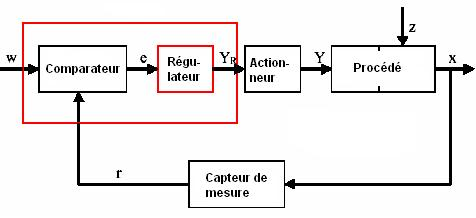 z
w
Comparateur
e
Régu-
lateur
YR
Action-
neur
Y
Procédé
x
r
Capteur de
mesure